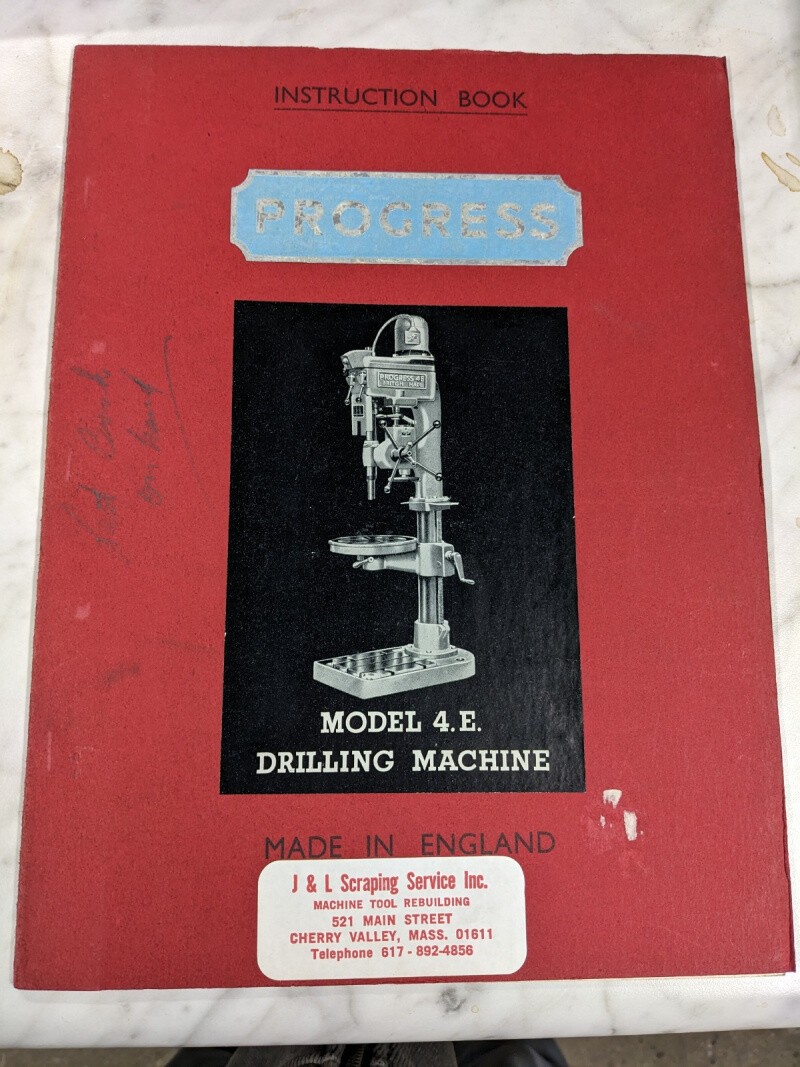 INSTRUCTION BOOK
PROGRESS
PROGRESS 4E
MODEL 4.E.
DRILLING MACHINE
MADE IN ENGLAND
J & L Scraping Service Inc.
MACHINE TOOL REBUILDING
521 MAIN STREET
CHERRY VALLEY, MASS. 01611
Telephone 617 - 892-4856